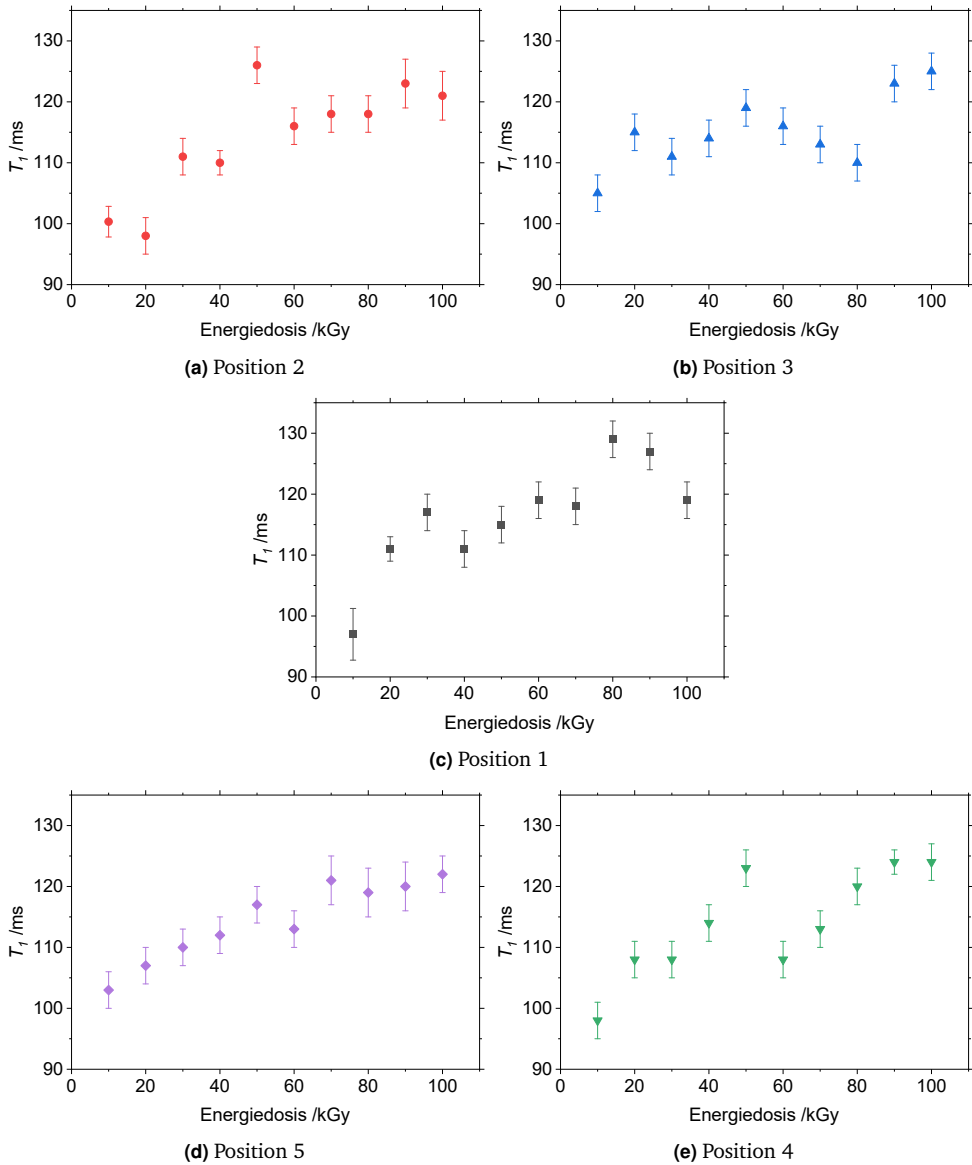 130
120
110
100
90
T1 /ms
0 20 40 60 80 100
Energiedosis /kGy
(a) Position 2
130
120
110
100
90
T1 /ms
0 20 40 60 80 100
Energiedosis /kGy
(b) Position 3
130
120
110
100
90
T1 /ms
0 20 40 60 80 100
Energiedosis /kGy
(c) Position 1
130
120
110
100
90
T1 /ms
0 20 40 60 80 100
Energiedosis /kGy
(d) Position 5
130
120
110
100
90
T1 /ms
0 20 40 60 80 100
Energiedosis /kGy
(e) Position 4